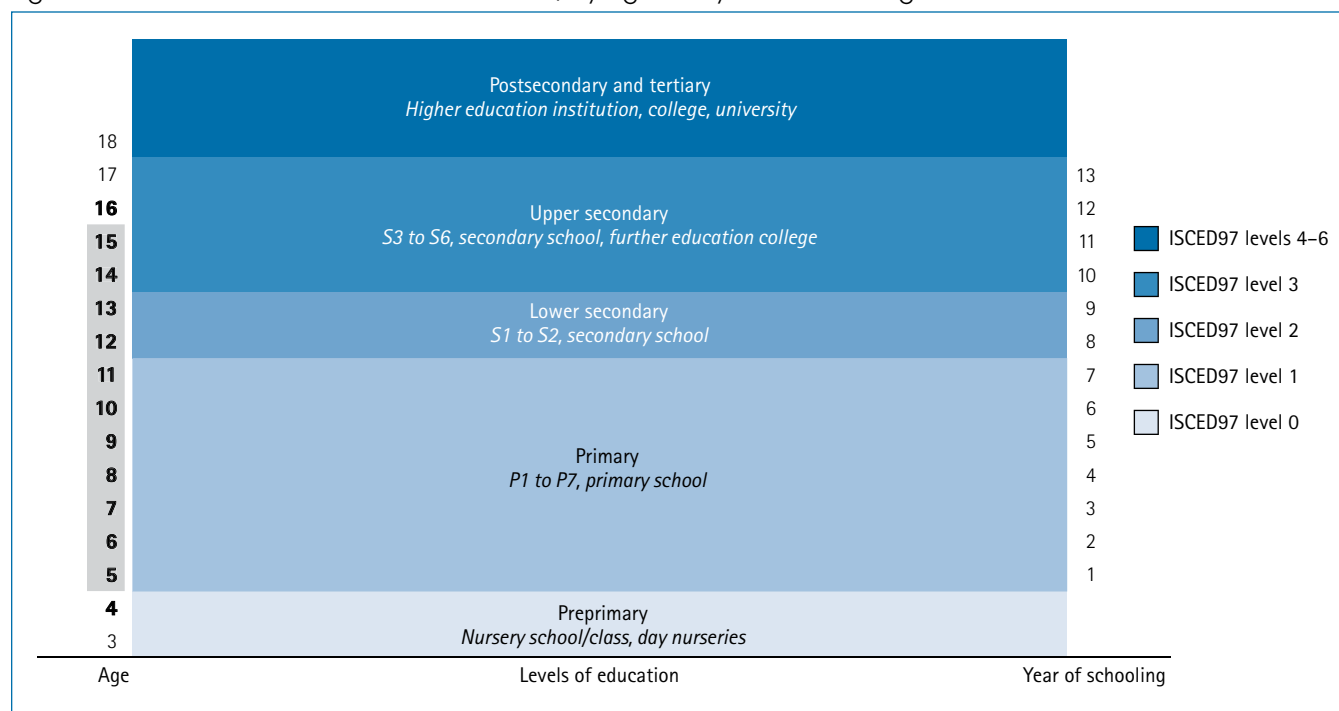 Postsecondary and tertiary
Higher education institution, college, university
18
17 13
16 Upper secondary 12
15 S3 to S6, secondary school, further education college 11
14 10
13 Lower secondary 9
12 S1 to S2, secondary school 8
11 7
10 6
9 5
8 Primary 4
P1 to P7, primary school
7 3
6 2
5 1
4 Preprimary
3 Nursery school/class, day nurseries
Age Levels of education Year of schooling
ISCED97 levels 4–6
ISCED97 level 3
ISCED97 level 2
ISCED97 level 1
ISCED97 level 0